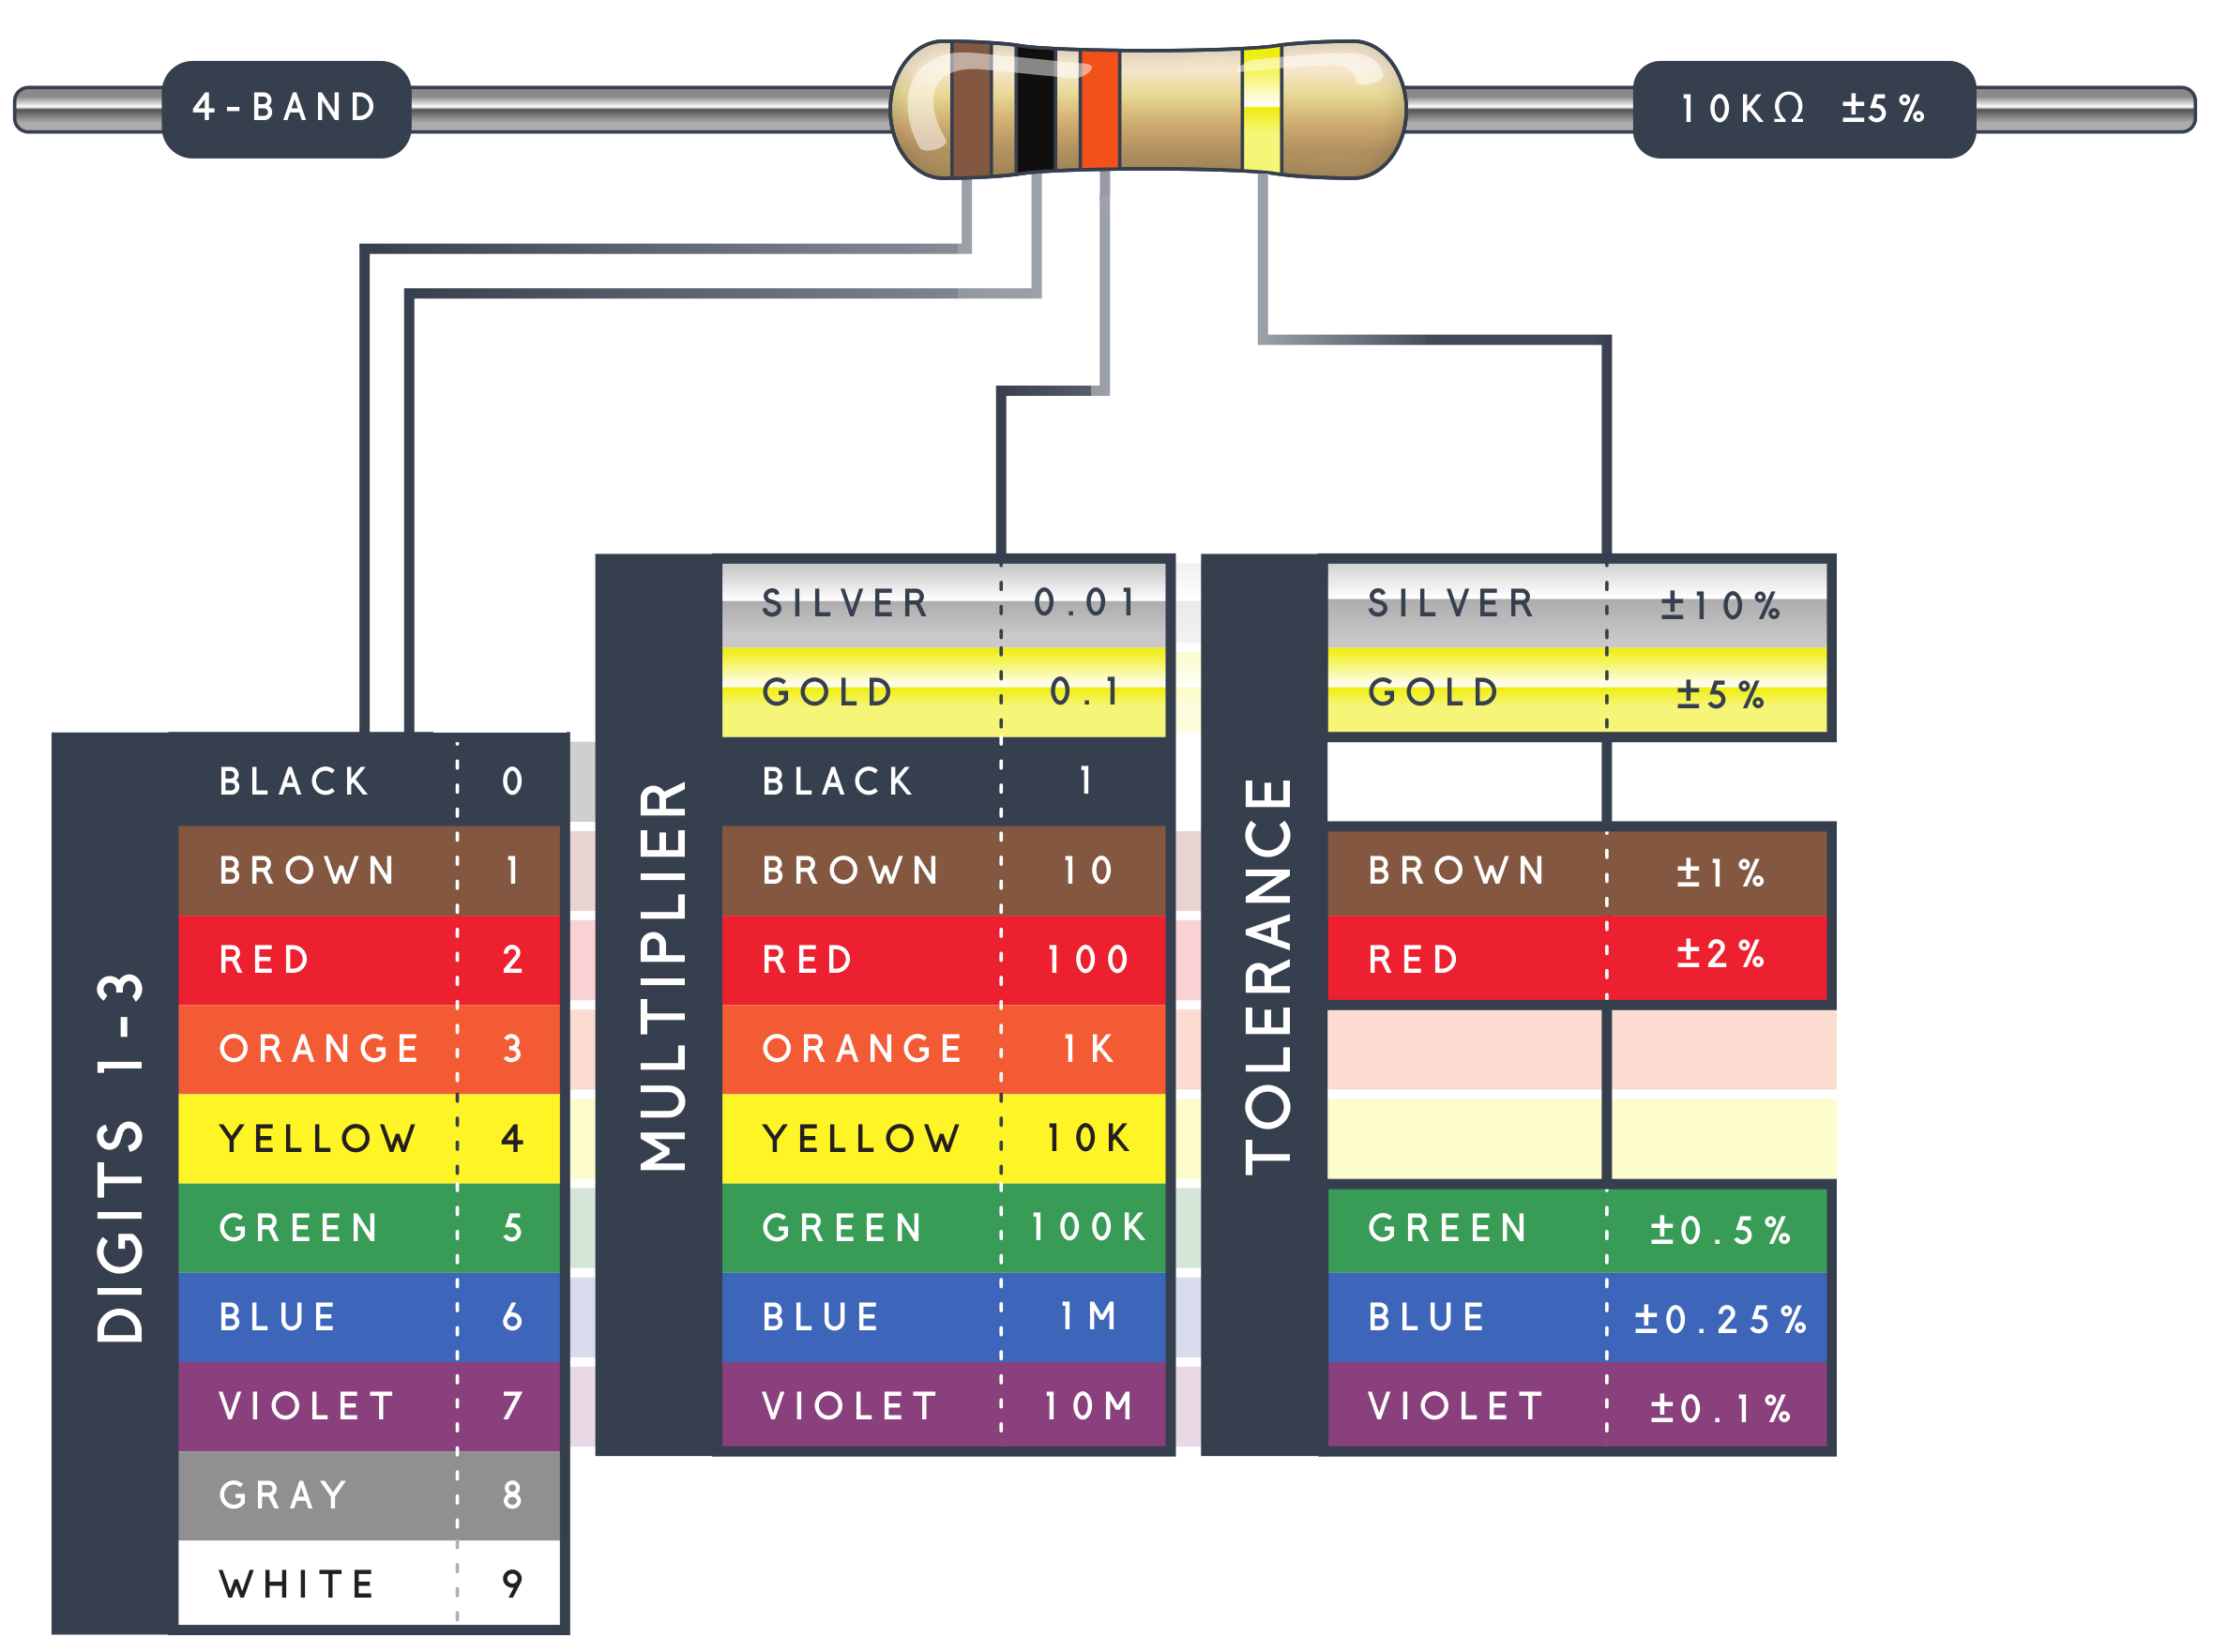 4-BAND
10KΩ ±5%
DIGITS 1-3
BLACK 0
BROWN 1
RED 2
ORANGE 3
YELLOW 4
GREEN 5
BLUE 6
VIOLET 7
GRAY 8
WHITE 9
MULTIPLIER
SILVER 0.01
GOLD 0.1
BLACK 1
BROWN 10
RED 100
ORANGE 1K
YELLOW 10K
GREEN 100K
BLUE 1M
VIOLET 10M
TOLERANCE
SILVER ±10%
GOLD ±5%
BROWN ±1%
RED ±2%
GREEN ±0.5%
BLUE ±0.25%
VIOLET ±0.1%